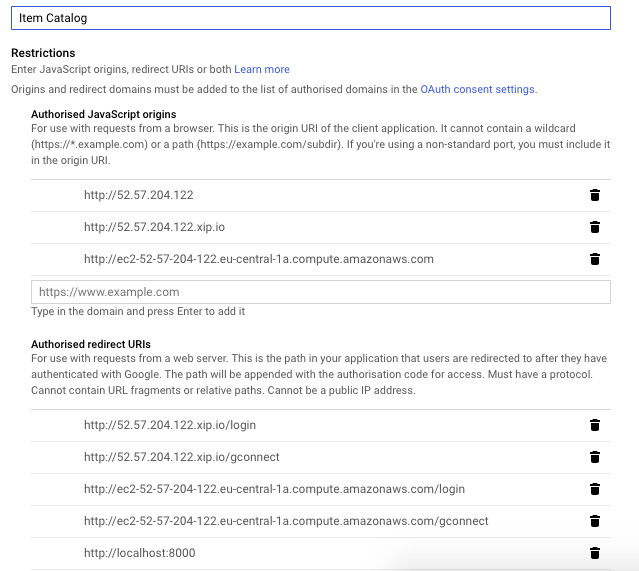 Item Catalog
Restrictions
Enter JavaScript origins, redirect URIs or both Learn more
Origins and redirect domains must be added to the list of authorised domains in the OAuth consent settings.
Authorised JavaScript origins
For use with requests from a browser. This is the origin URI of the client application. It cannot contain a wildcard
(https://*.example.com) or a path (https://example.com/subdir). If you're using a non-standard port, you must include it
in the origin URI.
http://52.57.204.122
http://52.57.204.122.xip.io
http://ec2-52-57-204-122.eu-central-1a.compute.amazonaws.com
https://www.example.com
Type in the domain and press Enter to add it
Authorised redirect URIs
For use with requests from a web server. This is the path in your application that users are redirected to after they have
authenticated with Google. The path will be appended with the authorisation code for access. Must have a protocol.
Cannot contain URL fragments or relative paths. Cannot be a public IP address.
http://52.57.204.122.xip.io/login
http://52.57.204.122.xip.io/gconnect
http://ec2-52-57-204-122.eu-central-1a.compute.amazonaws.com/login
http://ec2-52-57-204-122.eu-central-1a.compute.amazonaws.com/gconnect
http://localhost:8000